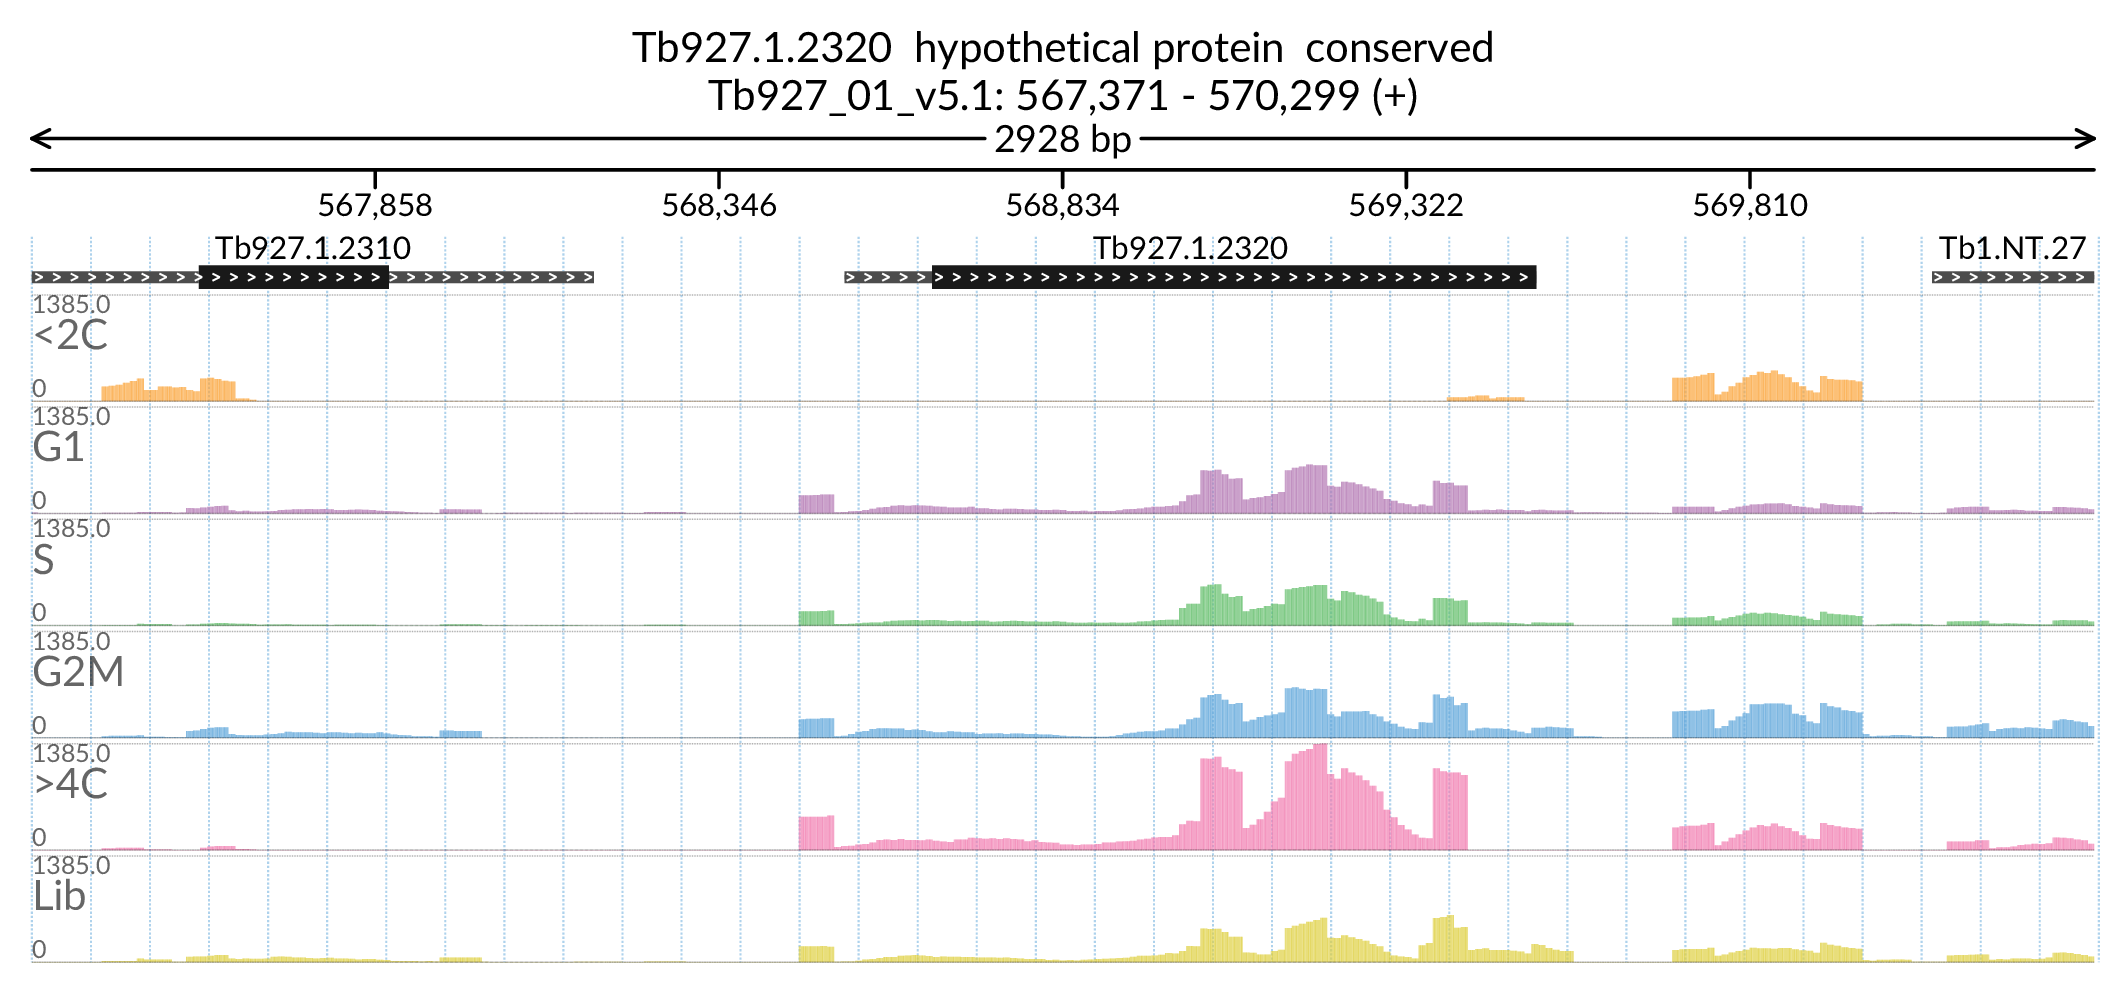 Tb927.1.2320 hypothetical protein conserved
Tb927_01_v5.1: 567,371 - 570,299 (+)
2928 bp
567,858 568,346 568,834 569,322 569,810
Tb927.1.2310 Tb927.1.2320 Tb1.NT.27
1385.0
<2C
0
1385.0
G1
0
1385.0
S
0
1385.0
G2M
0
1385.0
>4C
0
1385.0
Lib
0